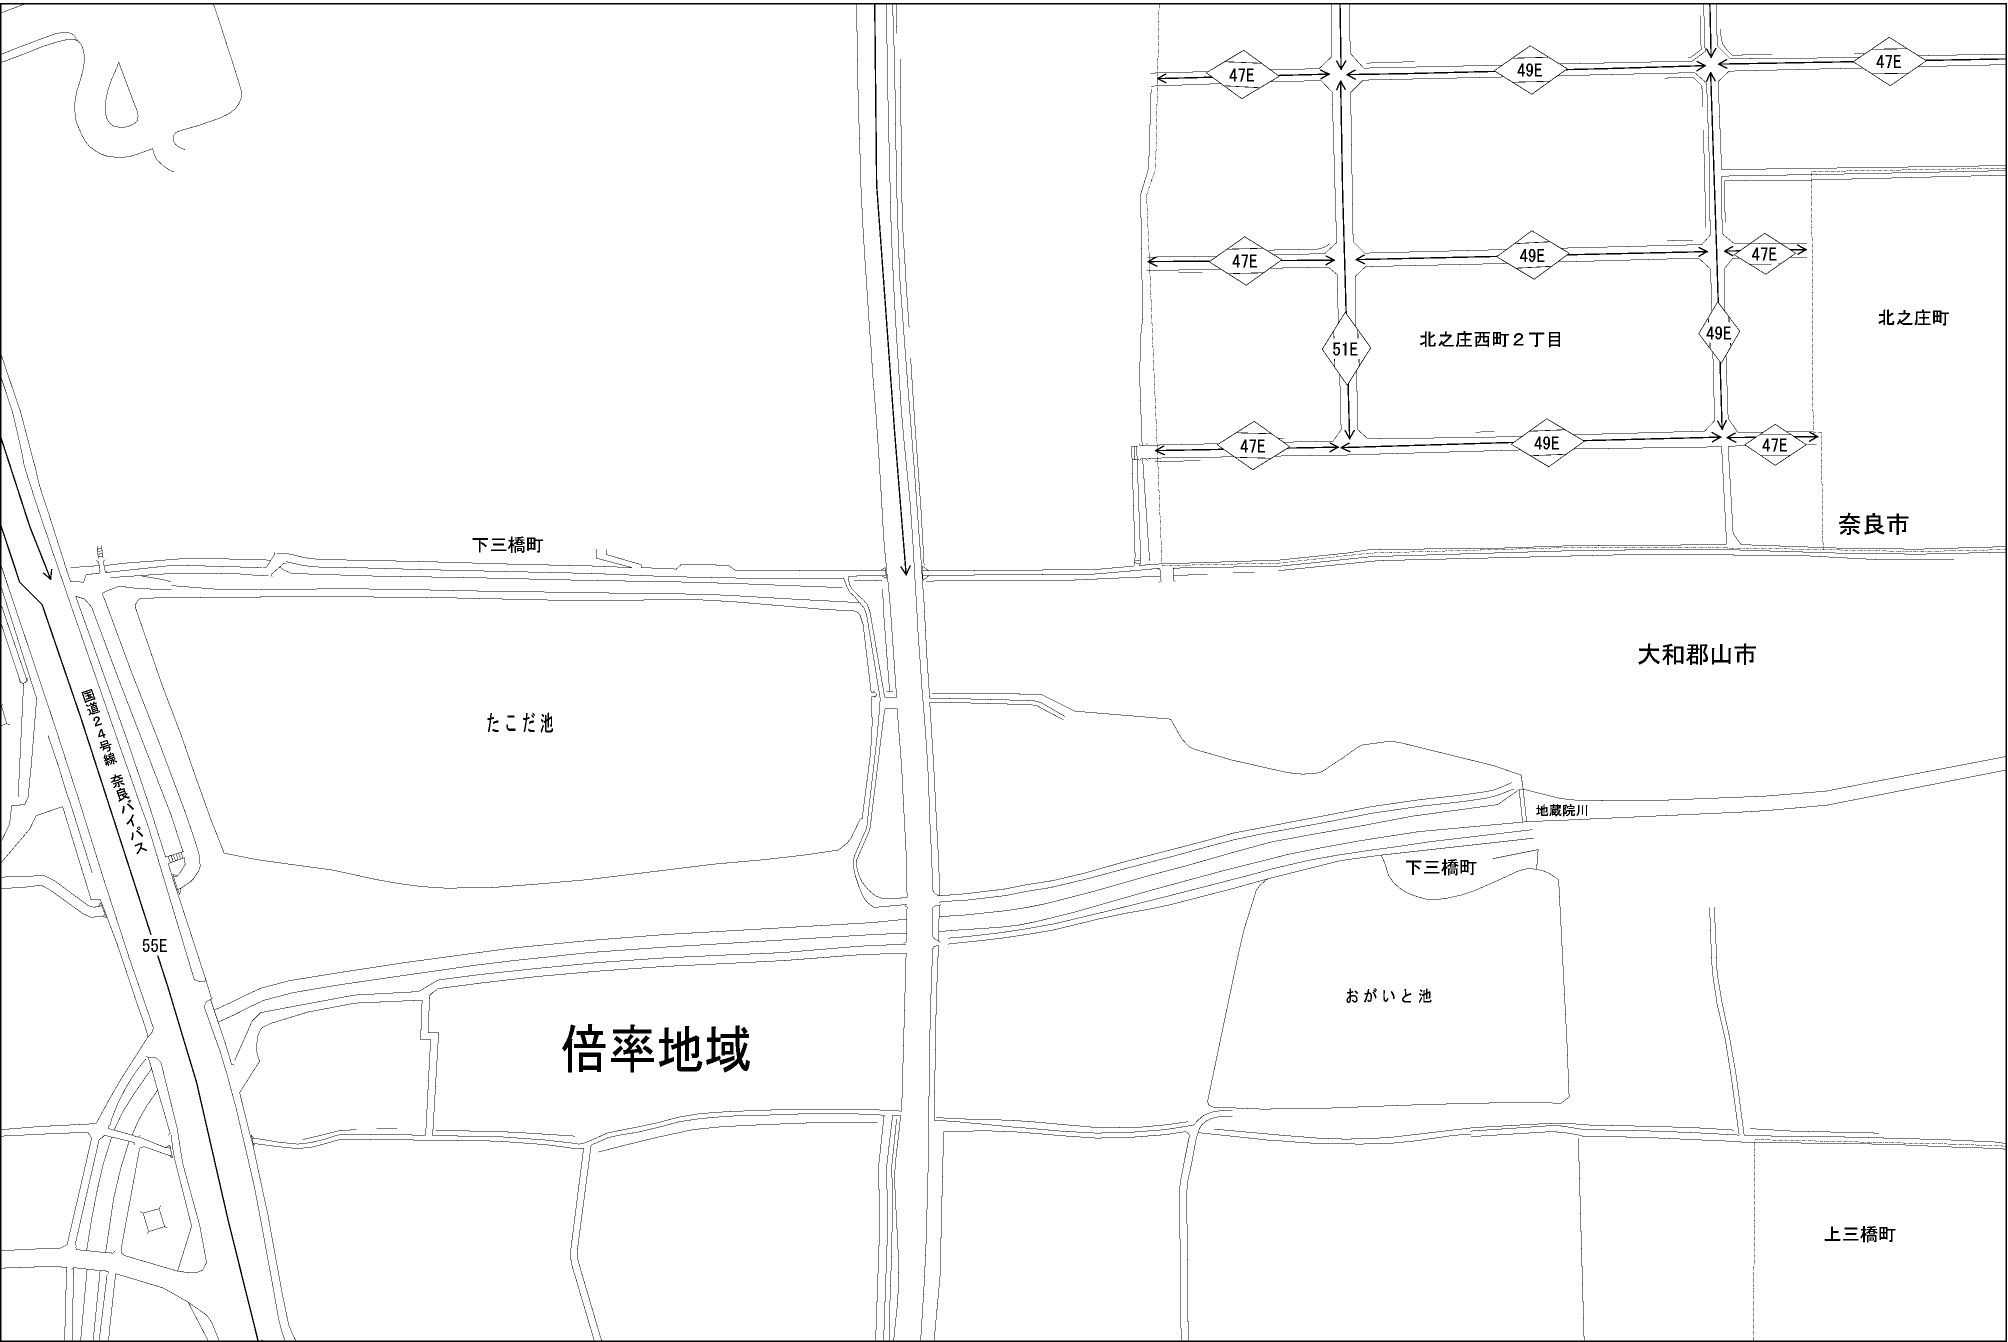 47E
49E
47E
47E
49E
47E
北之庄町
51E
北之庄西町2丁目
49E
47E
49E
47E
奈良市
下三橋町
大和郡山市
国道24号線 奈良バイパス
たこだ池
地蔵院川
下三橋町
55E
おがいと池
倍率地域
上三橋町